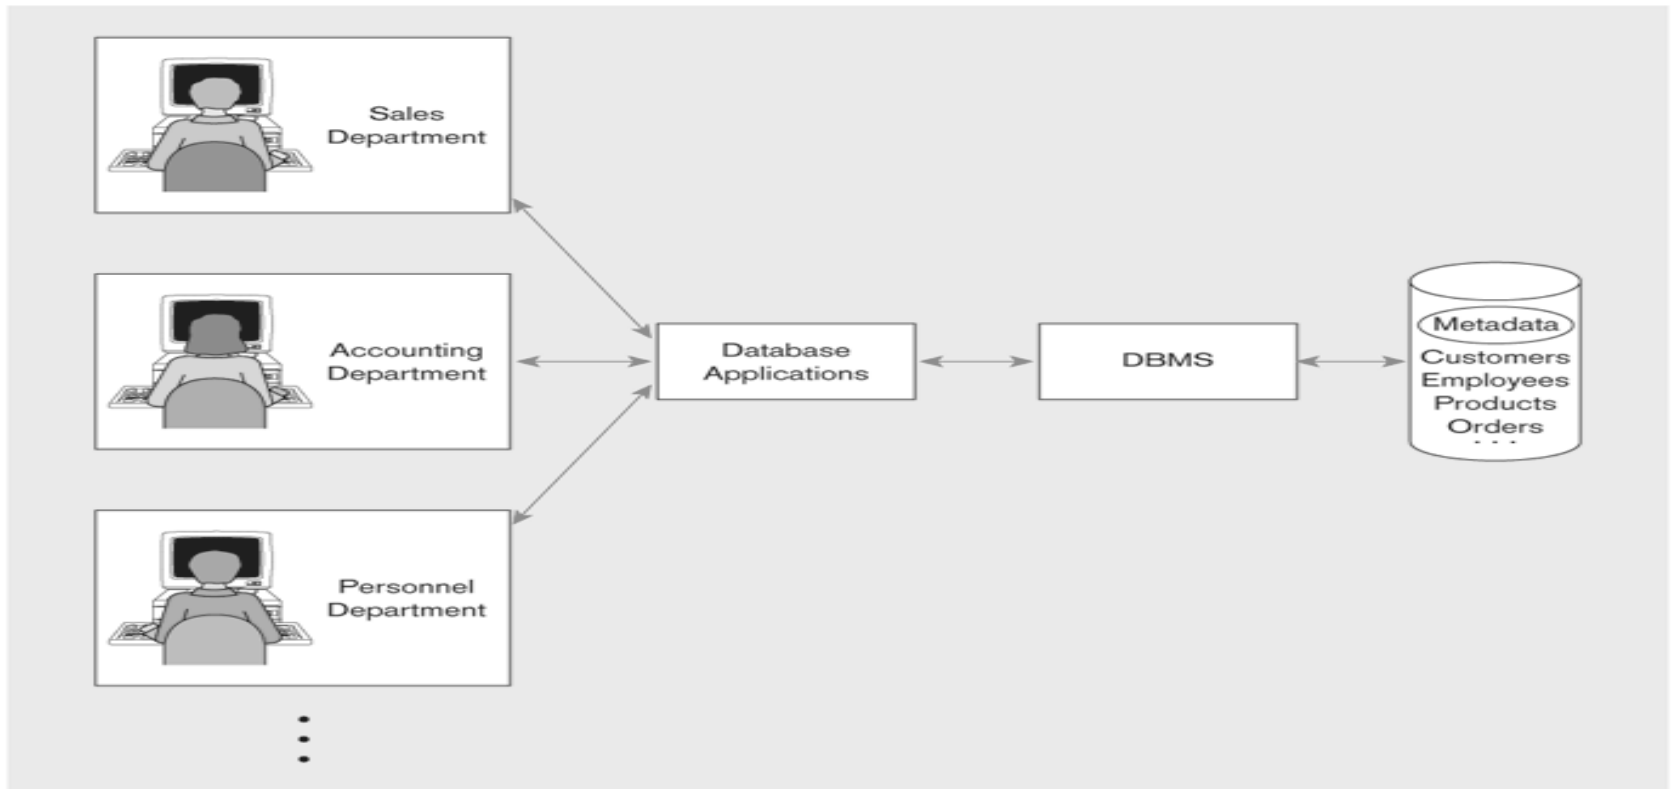 Sales
Department
Accounting
Department
Personnel
Department
Database
Applications
DBMS
Metadata
Customers
Employees
Products
Orders
. . .